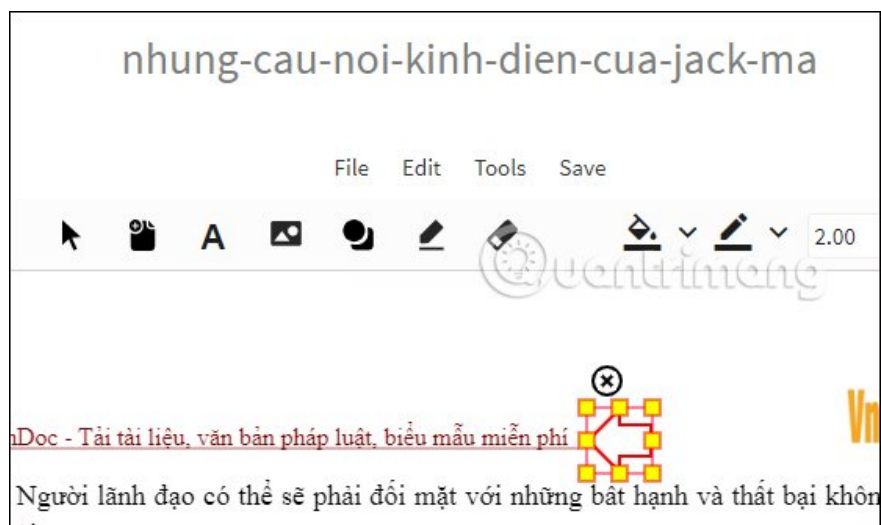 nhung-cau-noi-kinh-dien-cua-jack-ma
File Edit Tools Save
A 2.00
Quantrimang
nDoc - Tải tài liệu, văn bản pháp luật, biểu mẫu miễn phí
Vn
Người lãnh đạo có thể sẽ phải đối mặt với những bất hạnh và thất bại khôn